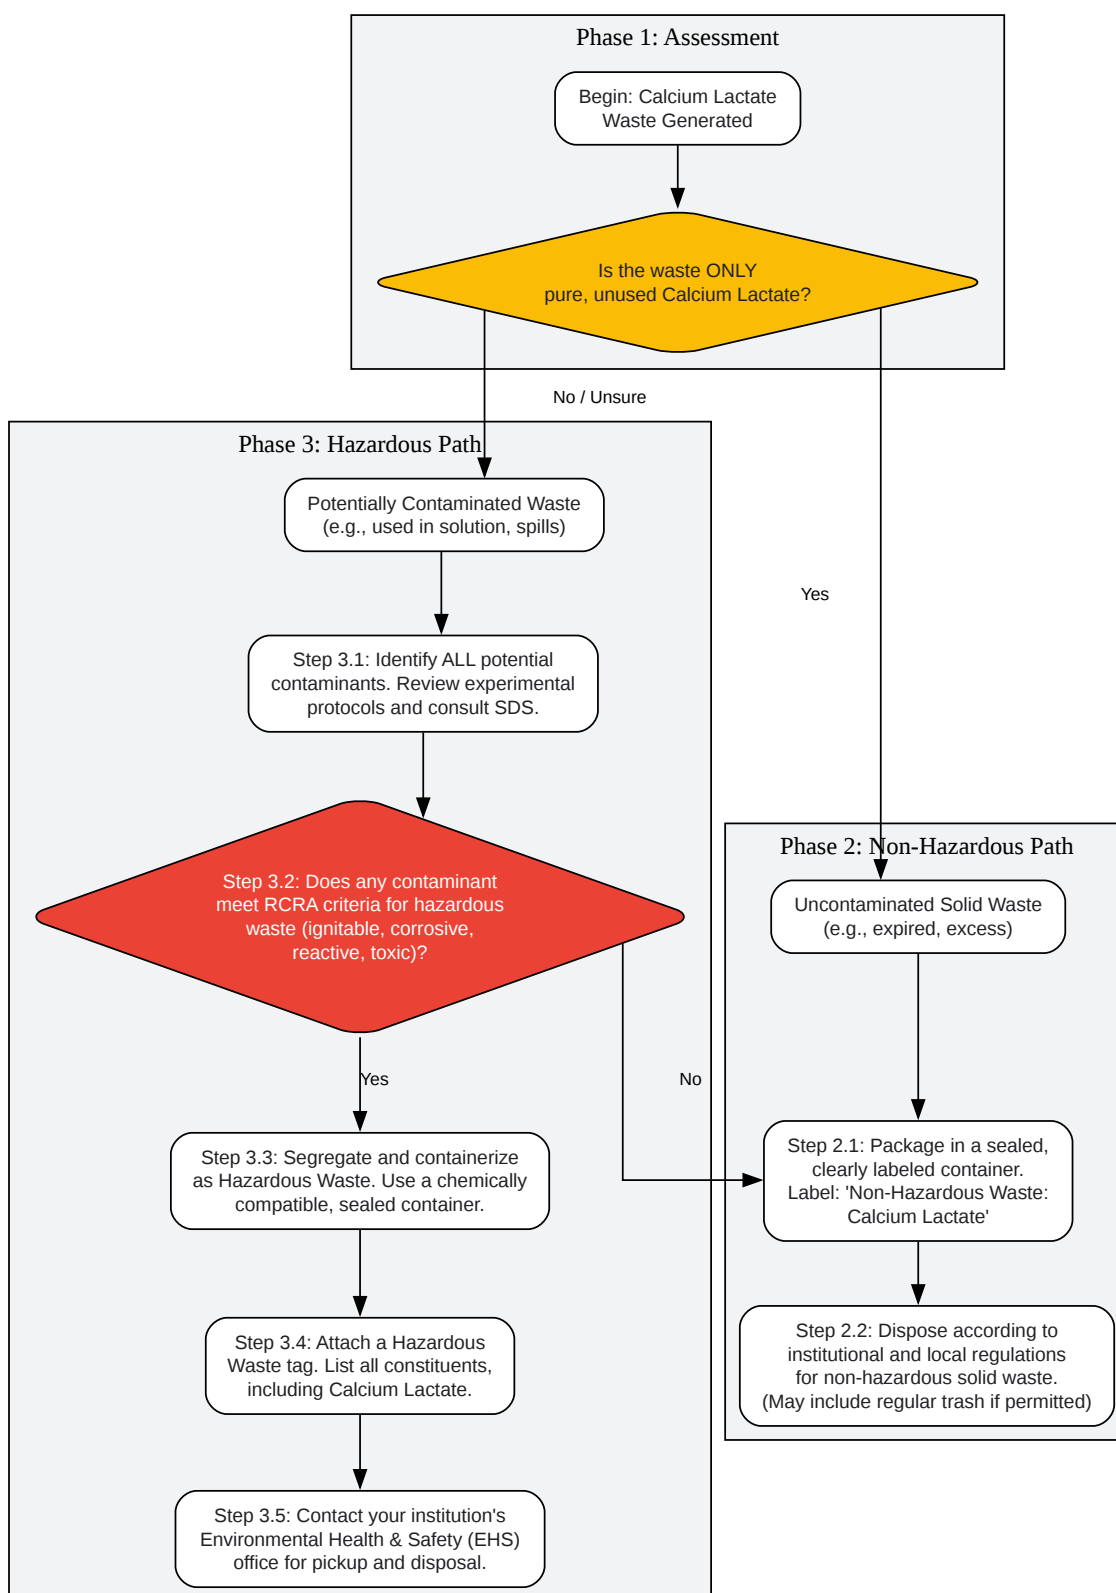 Phase 1: Assessment
Begin: Calcium Lactate
Waste Generated
Is the waste ONLY
pure, unused Calcium Lactate?
No / Unsure
Yes
Phase 3: Hazardous Path
Potentially Contaminated Waste
(e.g., used in solution, spills)
Step 3.1: Identify ALL potential
contaminants. Review experimental
protocols and consult SDS.
Step 3.2: Does any contaminant
meet RCRA criteria for hazardous
waste (ignitable, corrosive,
reactive, toxic)?
Yes
No
Step 3.3: Segregate and containerize
as Hazardous Waste. Use a chemically
compatible, sealed container.
Step 3.4: Attach a Hazardous
Waste tag. List all constituents,
including Calcium Lactate.
Step 3.5: Contact your institution's
Environmental Health & Safety (EHS)
office for pickup and disposal.
Phase 2: Non-Hazardous Path
Uncontaminated Solid Waste
(e.g., expired, excess)
Step 2.1: Package in a sealed,
clearly labeled container.
Label: 'Non-Hazardous Waste:
Calcium Lactate'
Step 2.2: Dispose according to
institutional and local regulations
for non-hazardous solid waste.
(May include regular trash if permitted)